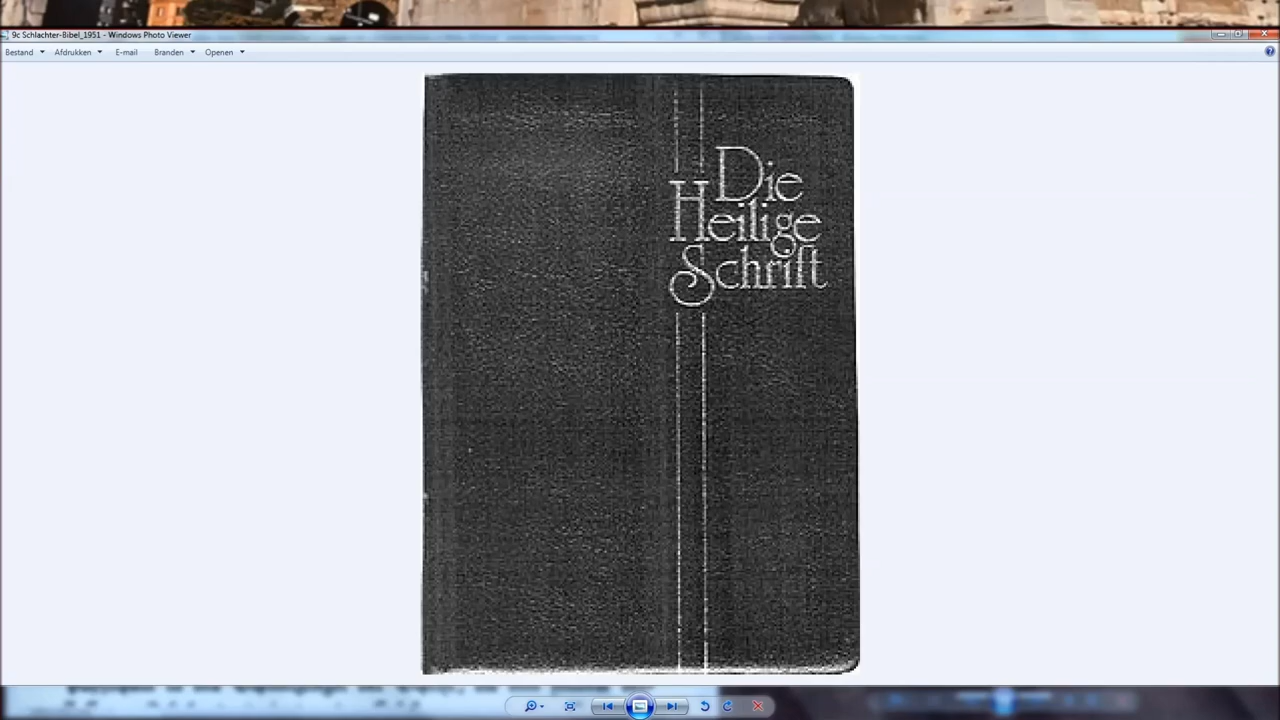 9c Schlachter-Bibel_1951 - Windows Photo Viewer
Bestand Afdrukken E-mail Branden Openen
Die
Heilige
Schrift